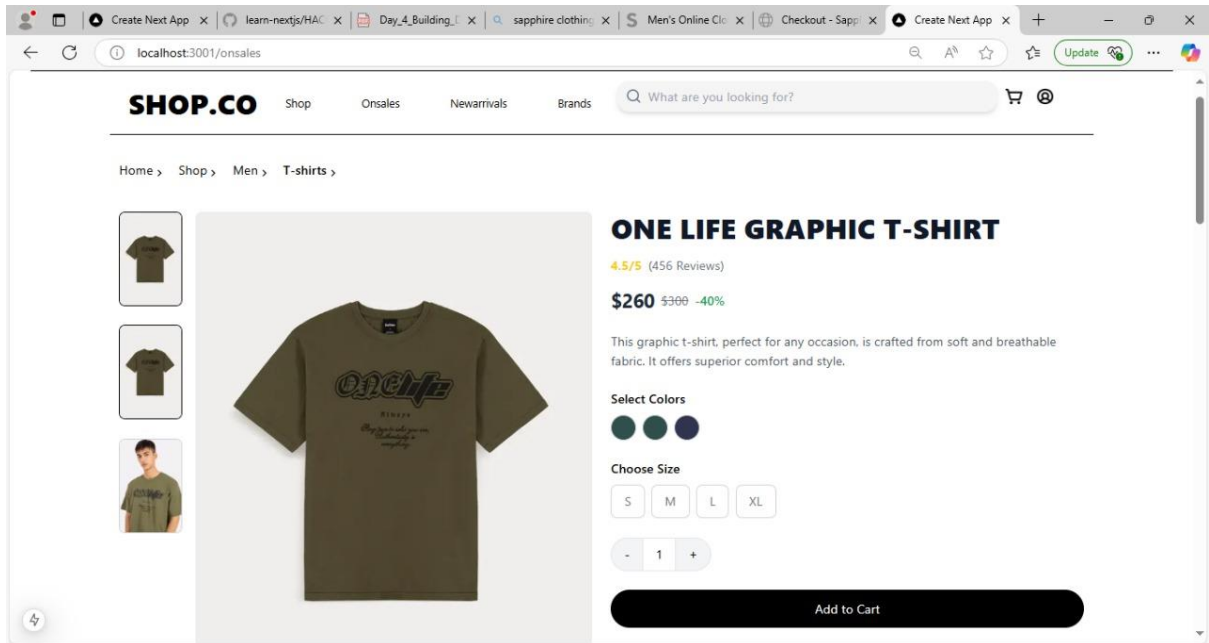 Create Next App
learn-nextjs/HAC
Day_4_Building_D
sapphire clothing
Men's Online Clo
Checkout - Sapp
Create Next App
localhost:3001/onsales
Update
SHOP.CO
Shop
Onsales
Newarrivals
Brands
What are you looking for?
Home › Shop › Men › T-shirts ›
ONE LIFE GRAPHIC T-SHIRT
4.5/5 (456 Reviews)
$260 $300 -40%
This graphic t-shirt, perfect for any occasion, is crafted from soft and breathable
fabric. It offers superior comfort and style.
Select Colors
Choose Size
S M L XL
- 1 +
Add to Cart
ONElife